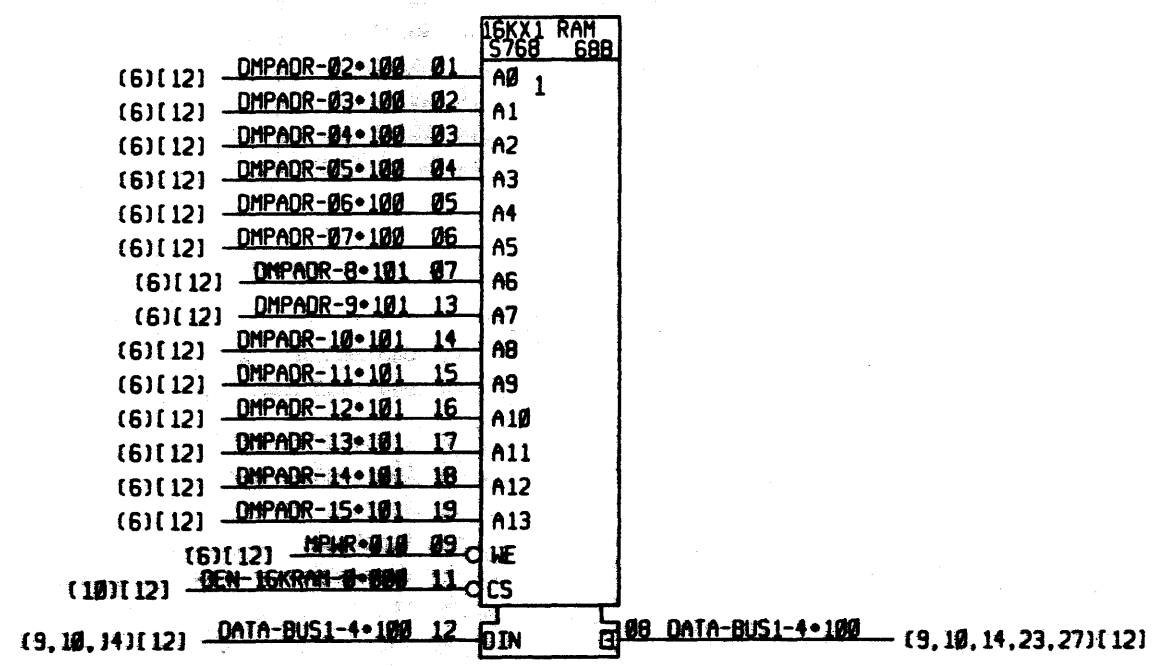 16KX1 RAM
S768 68B
1
(6)[12] DMPADR-02•100 01 A0
(6)[12] DMPADR-03•100 02 A1
(6)[12] DMPADR-04•100 03 A2
(6)[12] DMPADR-05•100 04 A3
(6)[12] DMPADR-06•100 05 A4
(6)[12] DMPADR-07•100 06 A5
(6)[12] DMPADR-8•101 07 A6
(6)[12] DMPADR-9•101 13 A7
(6)[12] DMPADR-10•101 14 A8
(6)[12] DMPADR-11•101 15 A9
(6)[12] DMPADR-12•101 16 A10
(6)[12] DMPADR-13•101 17 A11
(6)[12] DMPADR-14•101 18 A12
(6)[12] DMPADR-15•101 19 A13
(6)[12] MPWR•010 09 WE
(10)[12] DEN-16KRAM-0•000 11 CS
(9,10,14)[12] DATA-BUS1-4•100 12 DIN 08 DATA-BUS1-4•100 (9,10,14,23,27)[12]